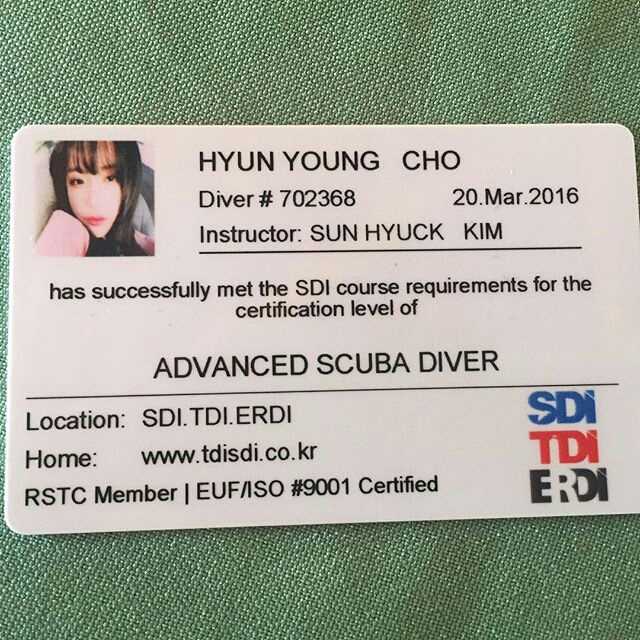 HYUN YOUNG CHO
Diver # 702368 20.Mar.2016
Instructor: SUN HYUCK KIM
has successfully met the SDI course requirements for the
certification level of
ADVANCED SCUBA DIVER
Location: SDI.TDI.ERDI
Home: www.tdisdi.co.kr
RSTC Member | EUF/ISO #9001 Certified
SDI
TDI
ERDI